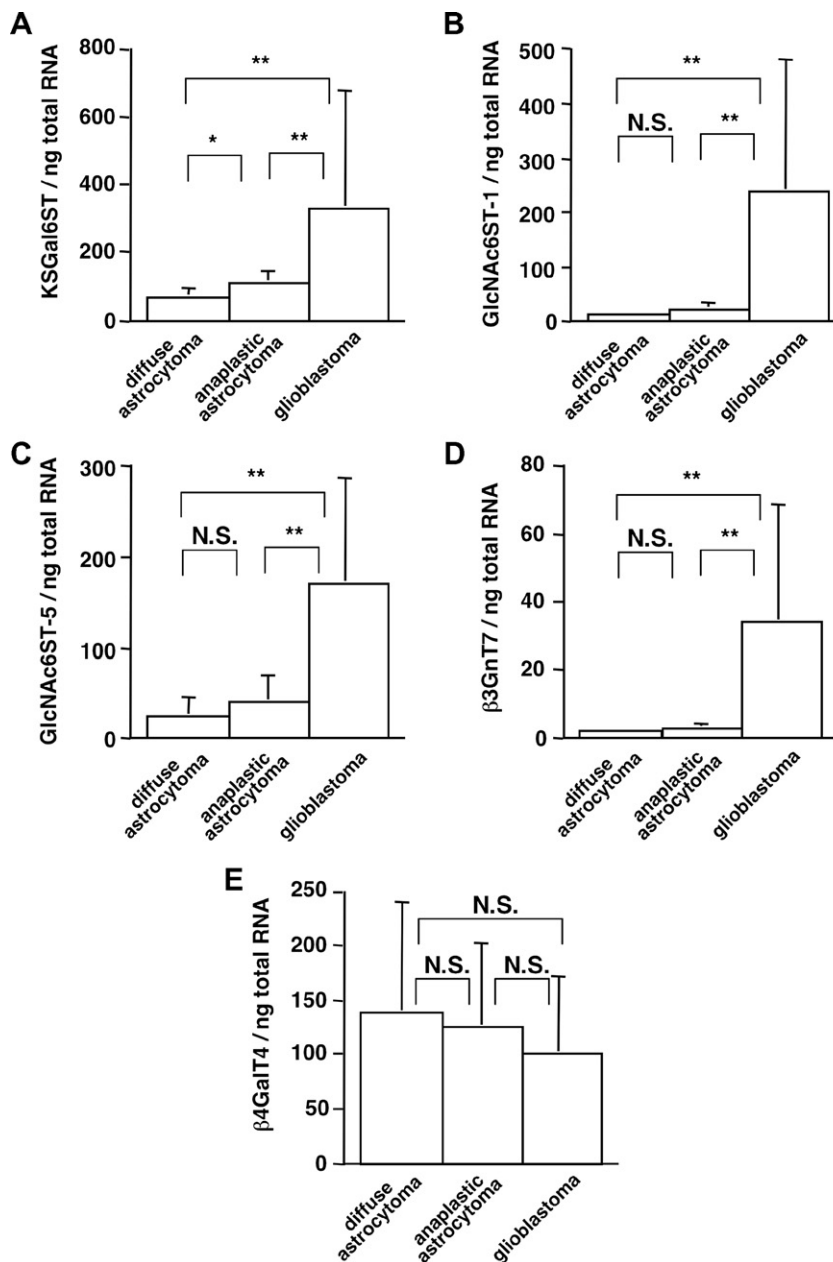 A
KSGal6ST / ng total RNA
800
600
400
200
0
**
*
**
diffuse
astrocytoma
anaplastic
astrocytoma
glioblastoma
B
GlcNAc6ST-1 / ng total RNA
500
400
300
200
100
0
**
N.S.
**
diffuse
astrocytoma
anaplastic
astrocytoma
glioblastoma
C
GlcNAc6ST-5 / ng total RNA
300
200
100
0
**
N.S.
**
diffuse
astrocytoma
anaplastic
astrocytoma
glioblastoma
D
β3GnT7 / ng total RNA
80
60
40
20
0
**
N.S.
**
diffuse
astrocytoma
anaplastic
astrocytoma
glioblastoma
E
β4GalT4 / ng total RNA
250
200
150
100
50
0
N.S.
N.S.
N.S.
diffuse
astrocytoma
anaplastic
astrocytoma
glioblastoma